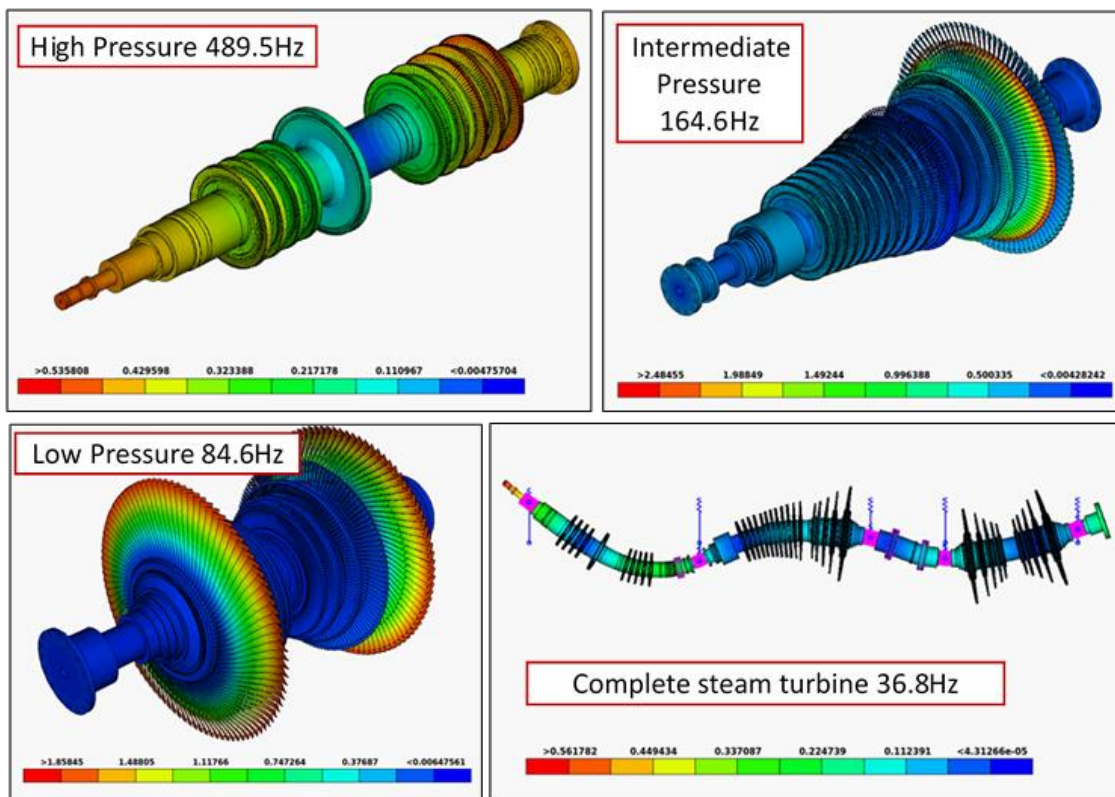 High Pressure 489.5Hz
>0.535808 0.429598 0.323388 0.217178 0.110967 <0.00475704
Intermediate
Pressure
164.6Hz
>2.48455 1.98849 1.49244 0.996388 0.500335 <0.00428242
Low Pressure 84.6Hz
>1.85845 1.48805 1.11766 0.747264 0.37687 <0.00647561
Complete steam turbine 36.8Hz
>0.561782 0.449434 0.337087 0.224739 0.112391 <4.31266e-05